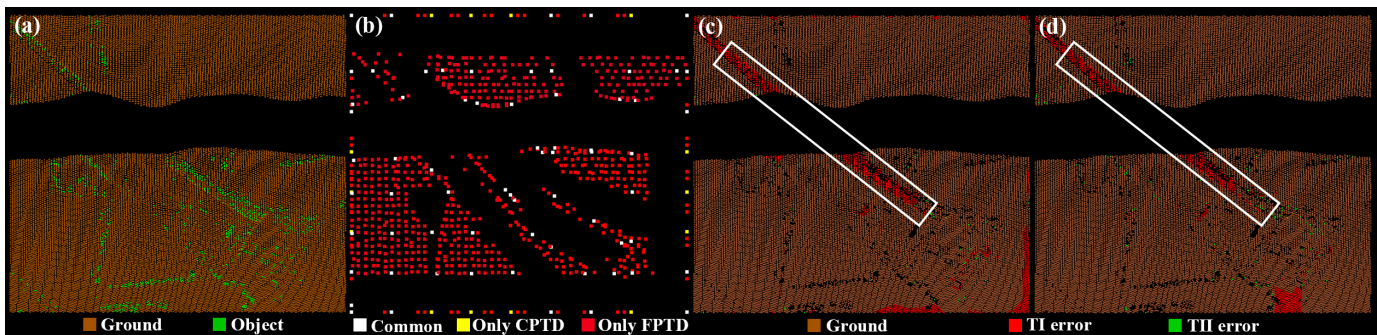 (a) (b) (c) (d)
Ground Object Common Only CPTD Only FPTD Ground TI error TII error